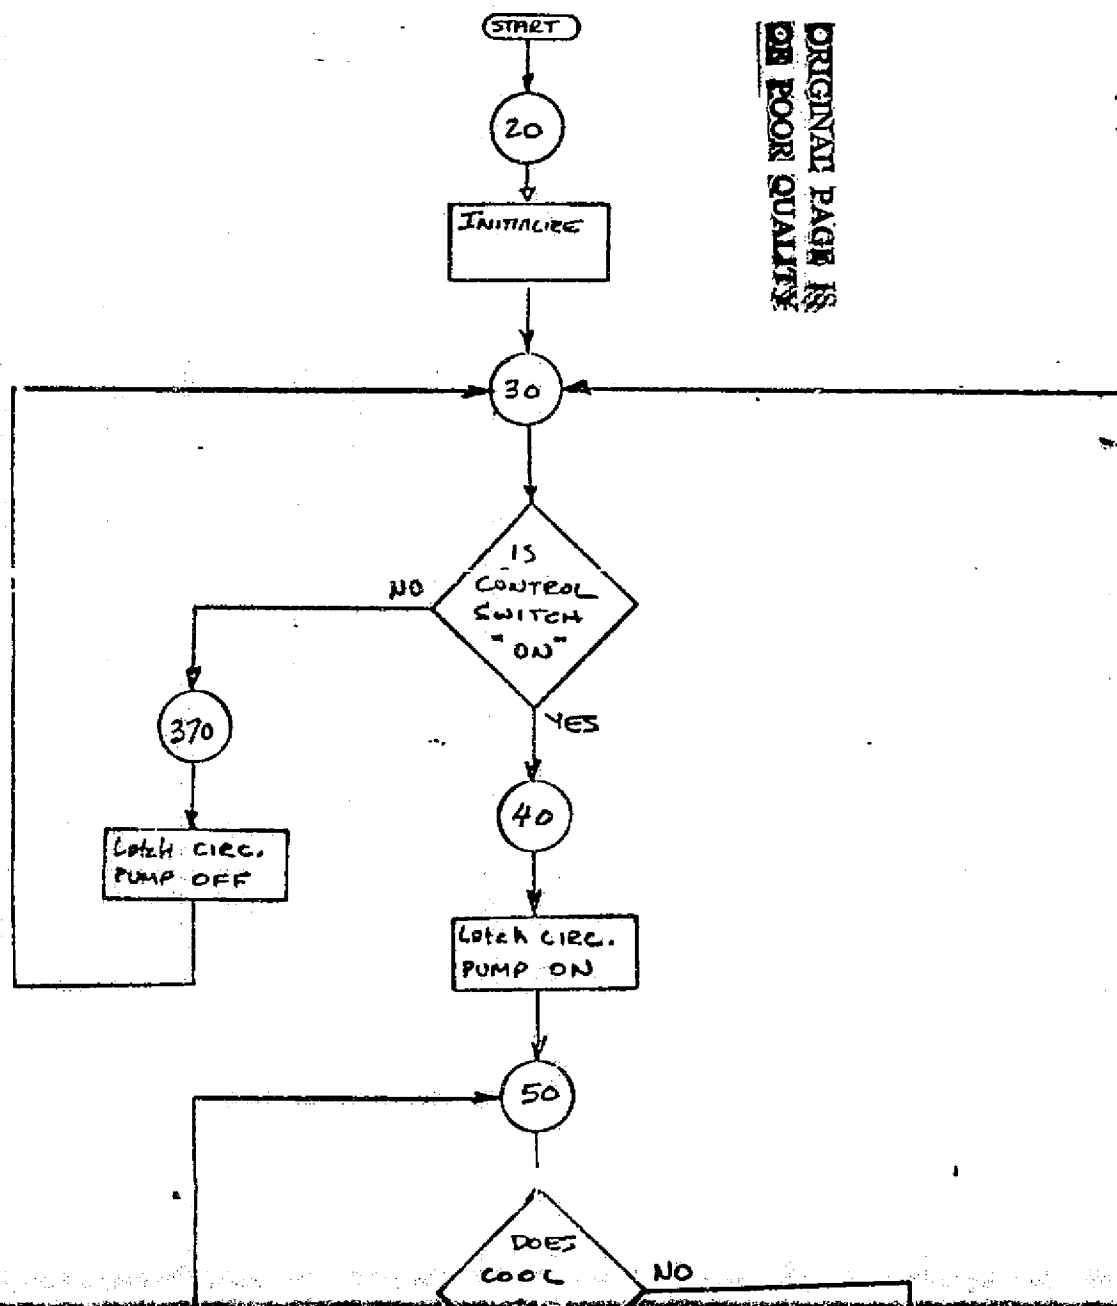 START
20
INITIALIZE
ORIGINAL PAGE IS
OF POOR QUALITY
30
IS
CONTROL
SWITCH
"ON"
NO
YES
370
40
Latch CIRC.
PUMP OFF
Latch CIRC.
PUMP ON
50
DOES
COOL
NO